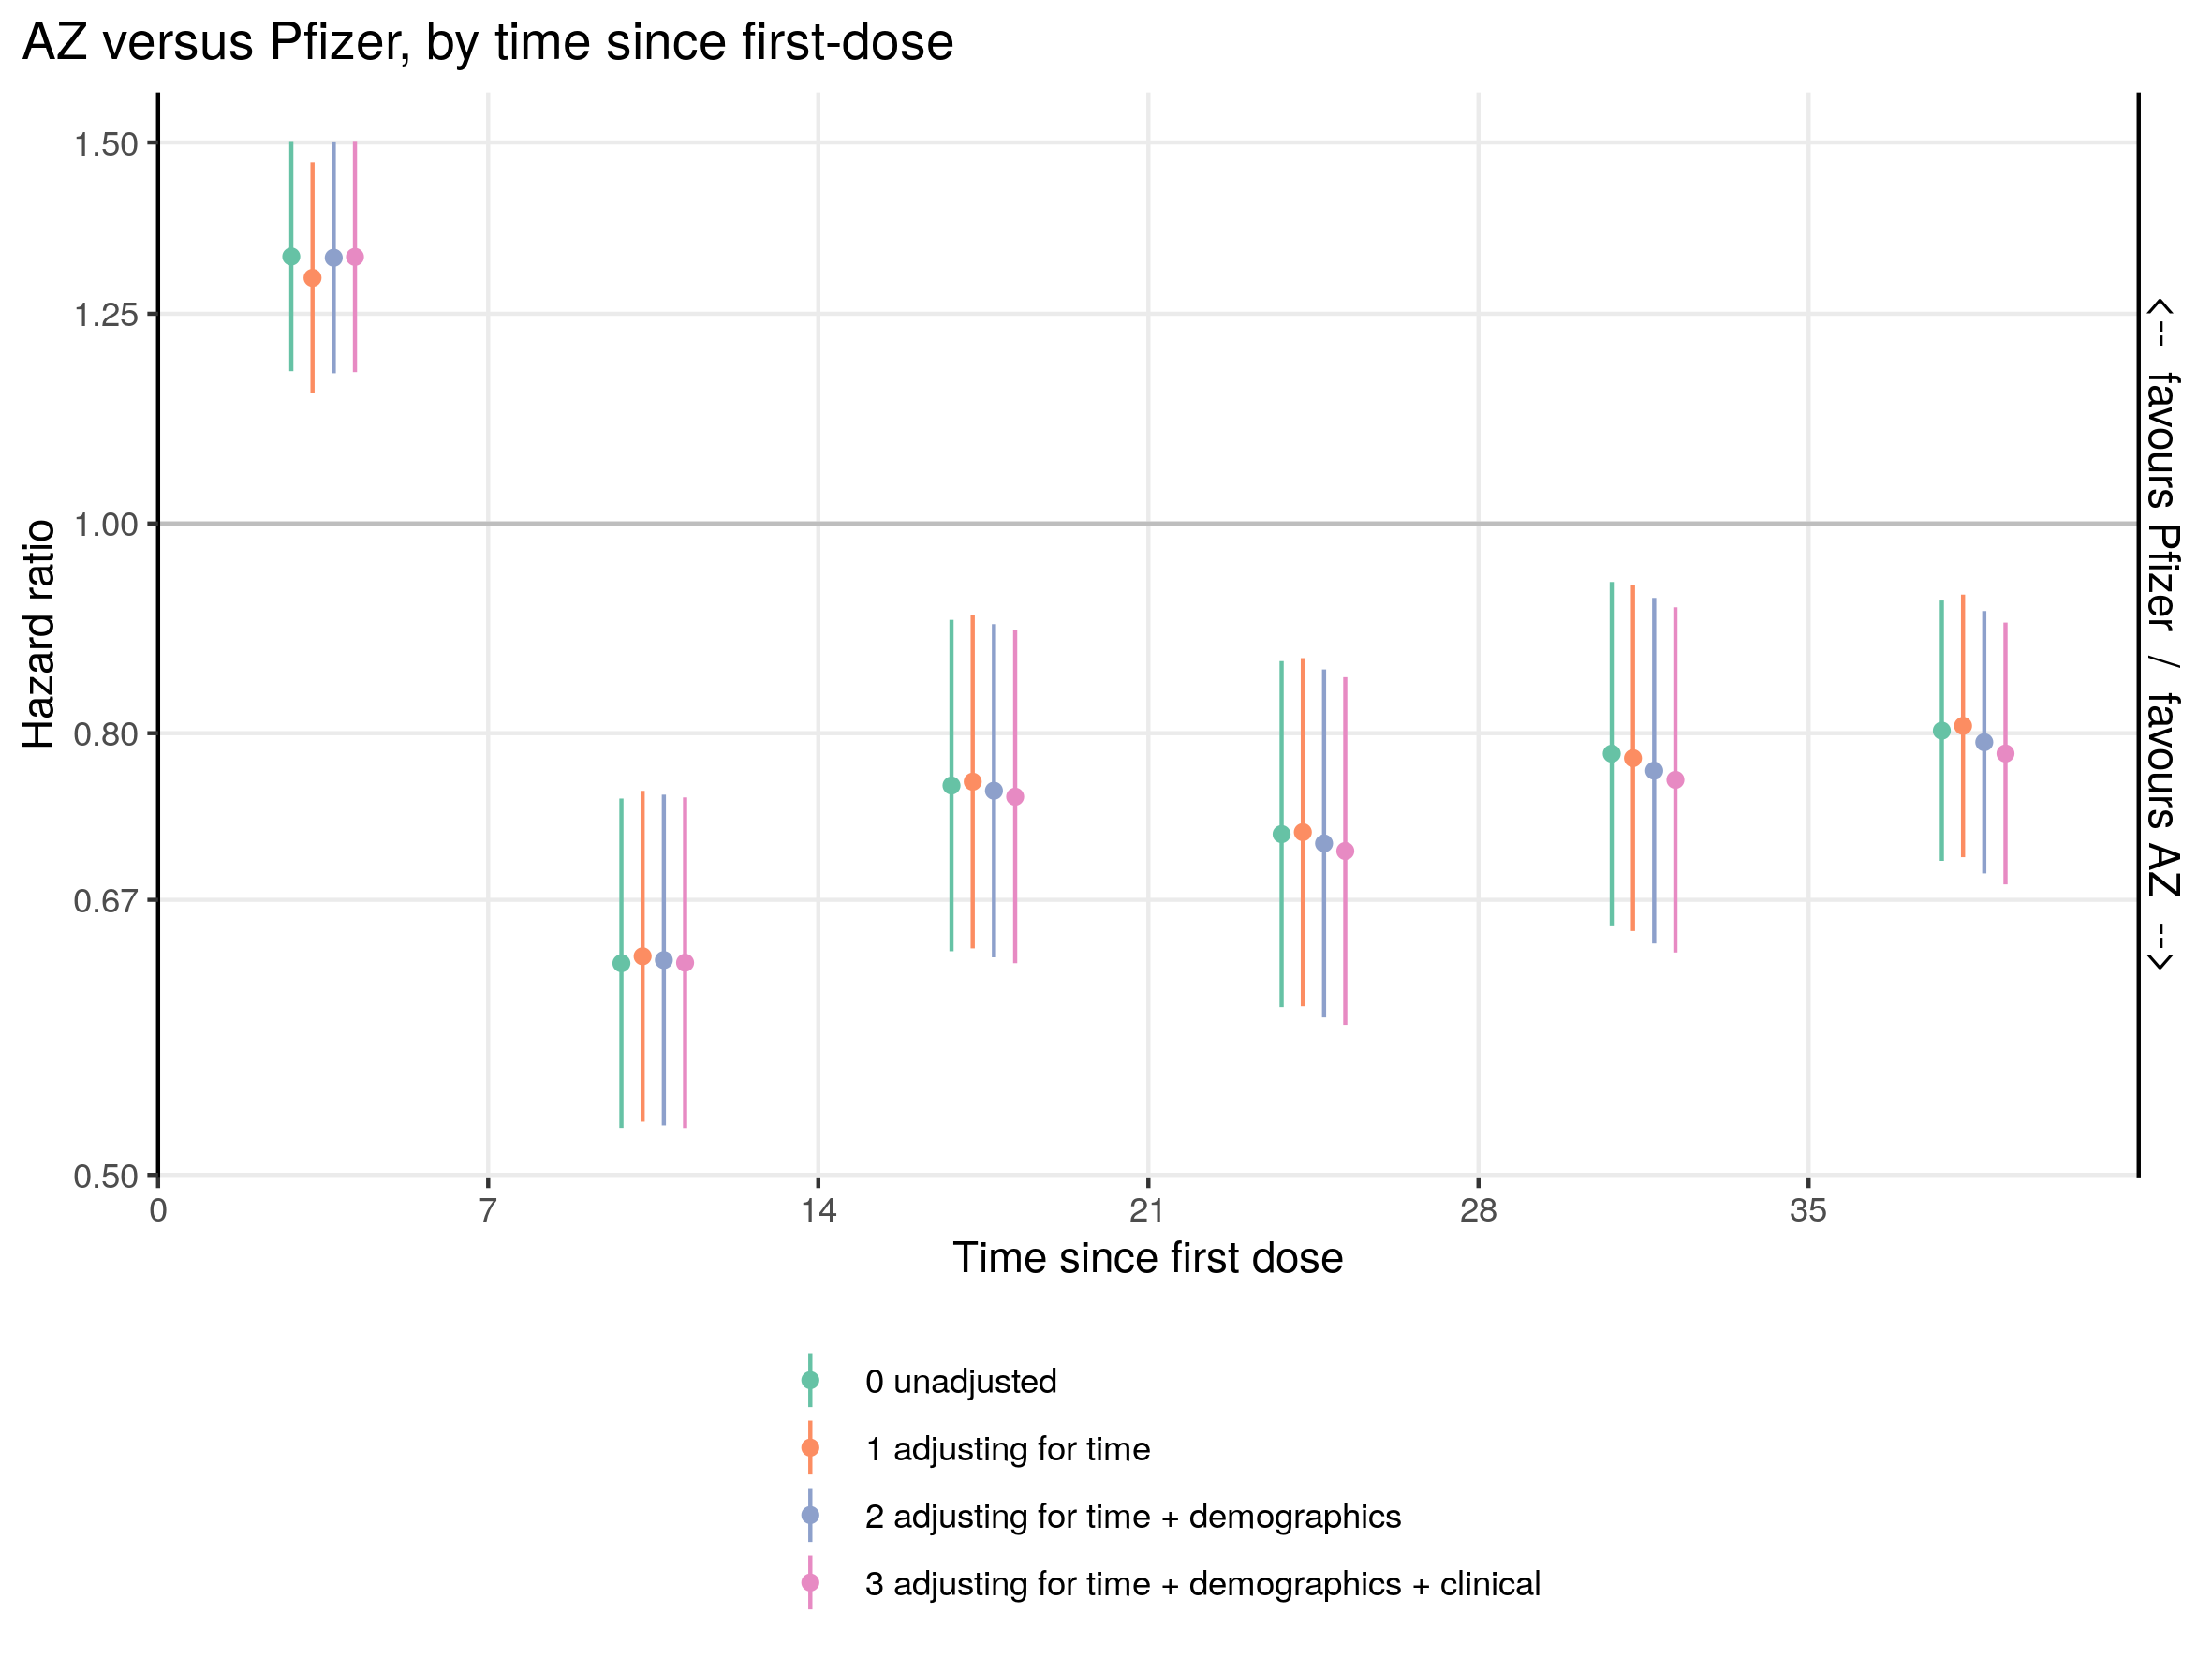 AZ versus Pfizer, by time since first-dose
Hazard ratio
1.50
1.25
1.00
0.80
0.67
0.50
0
7
14
21
28
35
Time since first dose
<-- favours Pfizer / favours AZ -->
0 unadjusted
1 adjusting for time
2 adjusting for time + demographics
3 adjusting for time + demographics + clinical